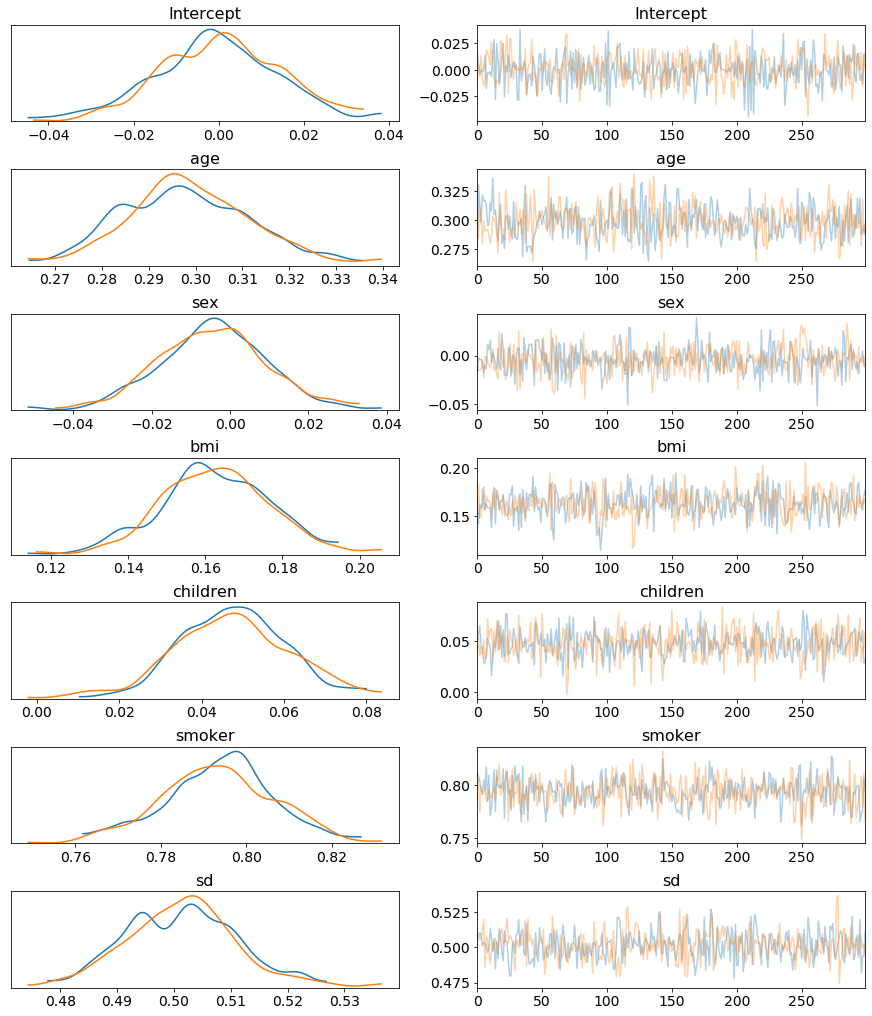 Intercept Intercept
0.025
0.000
−0.025
−0.04 −0.02 0.00 0.02 0.04 0 50 100 150 200 250
age age
0.325
0.300
0.275
0.27 0.28 0.29 0.30 0.31 0.32 0.33 0.34 0 50 100 150 200 250
sex sex
0.00
−0.05
−0.04 −0.02 0.00 0.02 0.04 0 50 100 150 200 250
bmi bmi
0.20
0.15
0.12 0.14 0.16 0.18 0.20 0 50 100 150 200 250
children children
0.05
0.00
0.00 0.02 0.04 0.06 0.08 0 50 100 150 200 250
smoker smoker
0.80
0.75
0.76 0.78 0.80 0.82 0 50 100 150 200 250
sd sd
0.525
0.500
0.475
0.48 0.49 0.50 0.51 0.52 0.53 0 50 100 150 200 250